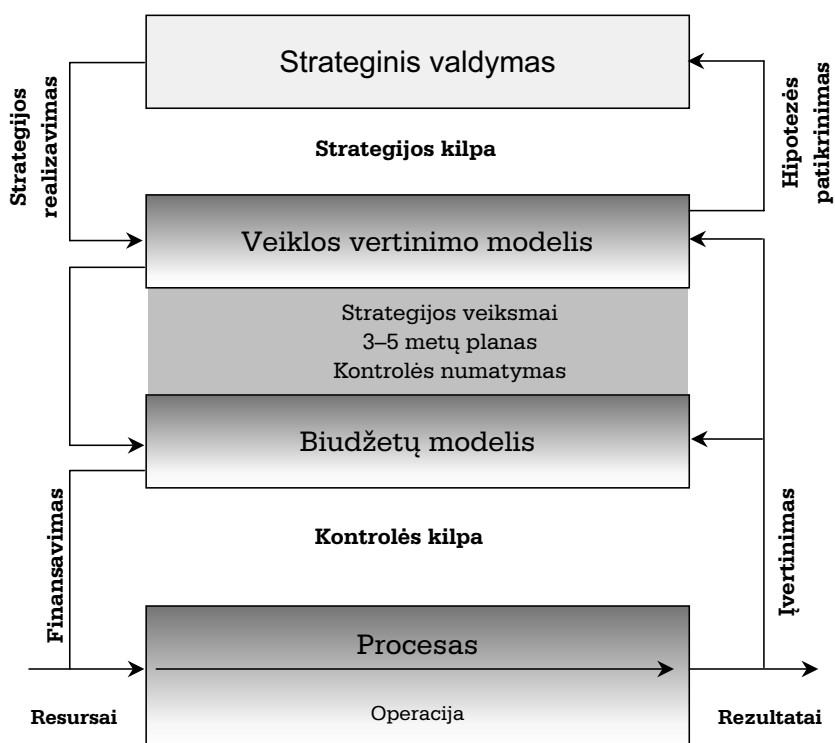 Strateginis valdymas
Strategijos
realizavimas
Hipotezės
patikrinimas
Strategijos kilpa
Veiklos vertinimo modelis
Strategijos veiksmai
3–5 metų planas
Kontrolės numatymas
Biudžetų modelis
Finansavimas
Kontrolės kilpa
Įvertinimas
Procesas
Resursai
Operacija
Rezultatai